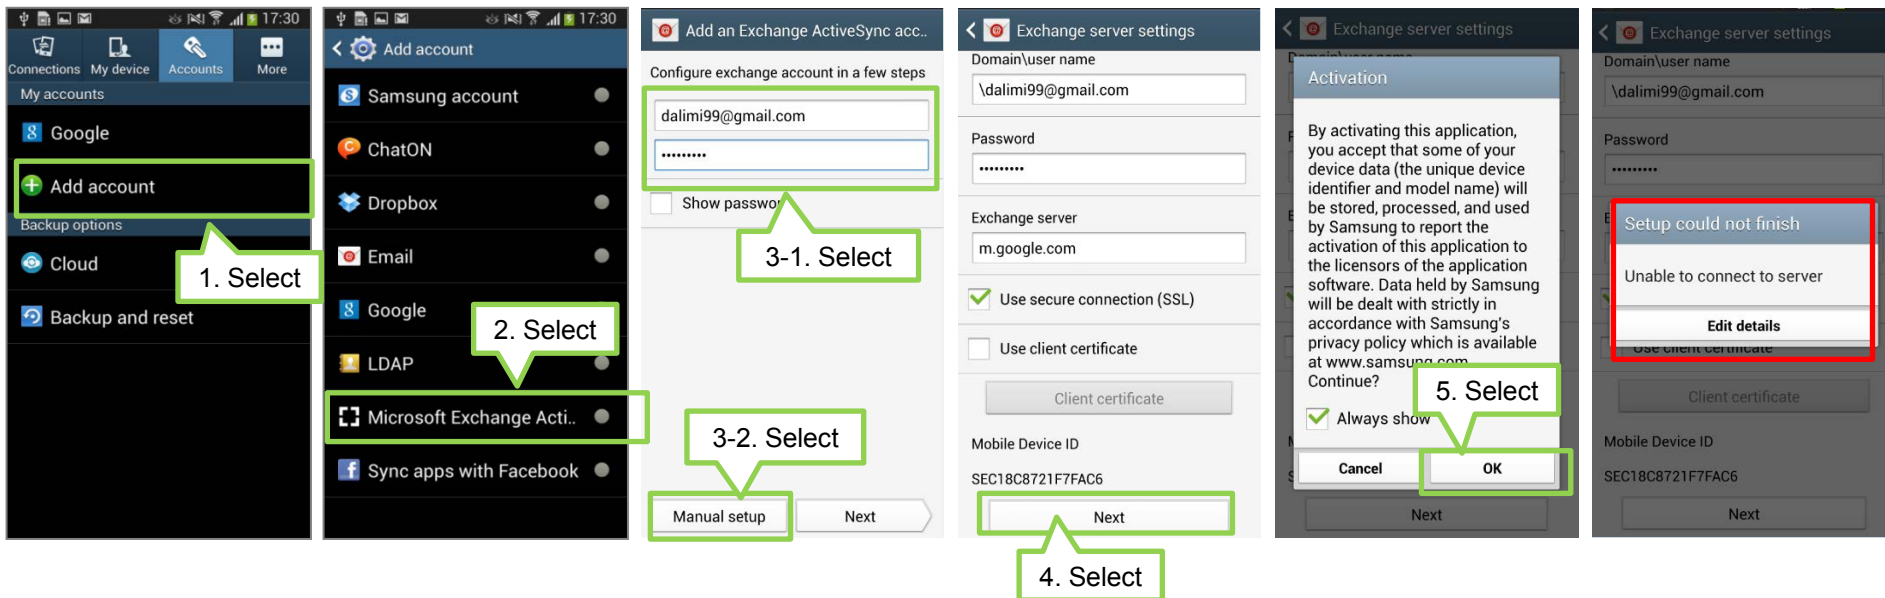 17:30
Connections
My device
Accounts
More
My accounts
Google
Add account
Backup options
Cloud
Backup and reset
1. Select
17:30
Add account
Samsung account
ChatON
Dropbox
Email
Google
LDAP
Microsoft Exchange Acti..
Sync apps with Facebook
2. Select
Add an Exchange ActiveSync acc..
Configure exchange account in a few steps
dalimi99@gmail.com
•••••••••
Show passwor
3-1. Select
3-2. Select
Manual setup
Next
Exchange server settings
Domain\user name
\dalimi99@gmail.com
Password
•••••••••
Exchange server
m.google.com
Use secure connection (SSL)
Use client certificate
Client certificate
Mobile Device ID
SEC18C8721F7FAC6
Next
4. Select
Exchange server settings
Domain\user name
Activation
By activating this application,
you accept that some of your
device data (the unique device
identifier and model name) will
be stored, processed, and used
by Samsung to report the
activation of this application to
the licensors of the application
software. Data held by Samsung
will be dealt with strictly in
accordance with Samsung's
privacy policy which is available
at www.samsung.com
Continue?
Always show
5. Select
Cancel
OK
Next
Exchange server settings
Domain\user name
\dalimi99@gmail.com
Password
•••••••••
Setup could not finish
Unable to connect to server
Edit details
Use client certificate
Client certificate
Mobile Device ID
SEC18C8721F7FAC6
Next